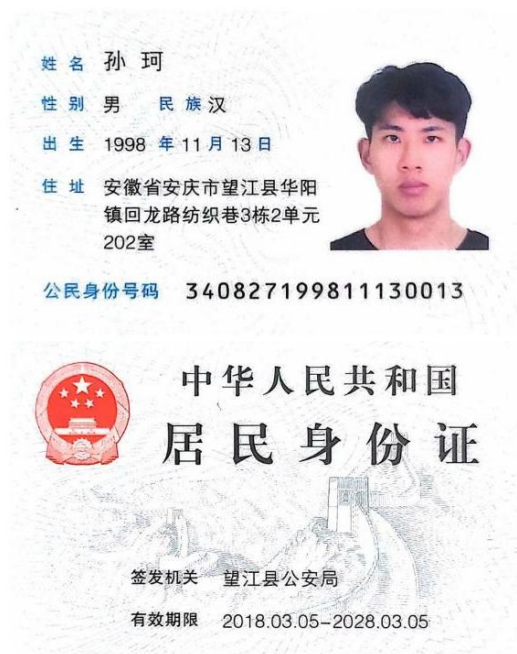 姓名 孙珂
性别 男 民族 汉
出生 1998 年 11 月 13 日
住址 安徽省安庆市望江县华阳
镇回龙路纺织巷3栋2单元
202室
公民身份号码 340827199811130013
中华人民共和国
居民身份证
签发机关 望江县公安局
有效期限 2018.03.05-2028.03.05